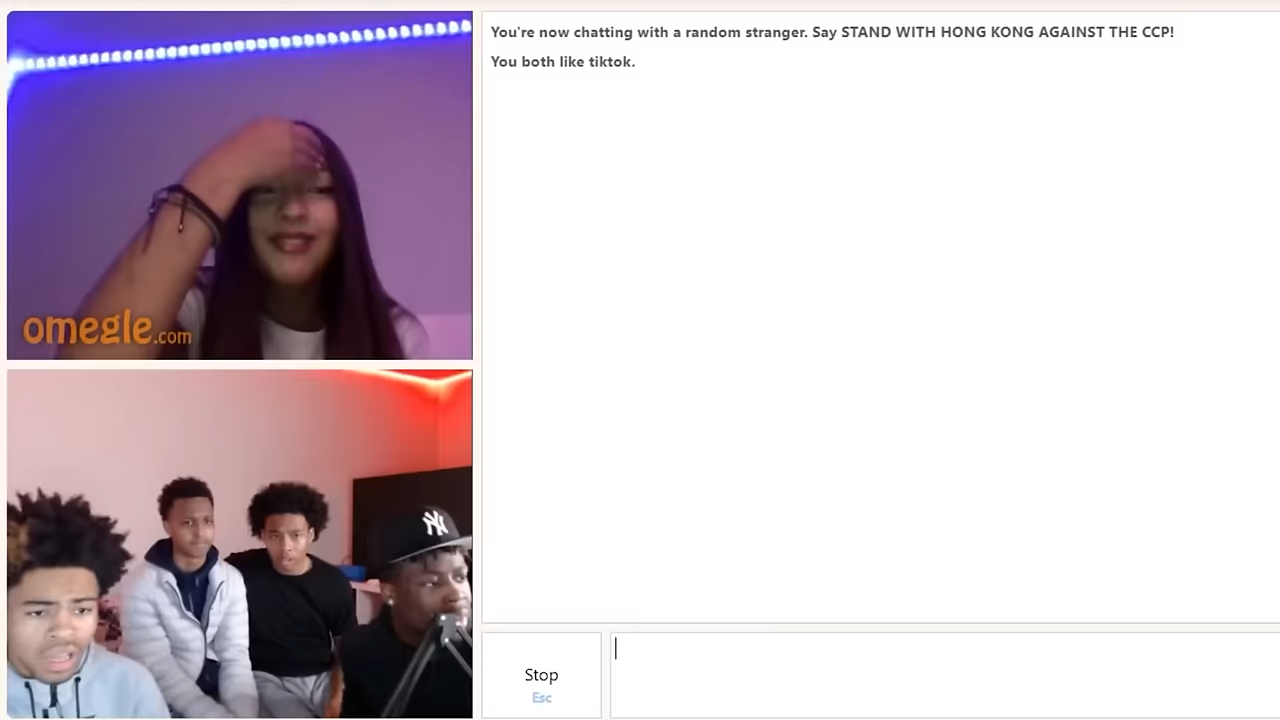 You're now chatting with a random stranger. Say STAND WITH HONG KONG AGAINST THE CCP!
You both like tiktok.
omegle.com
NY
Stop
Esc